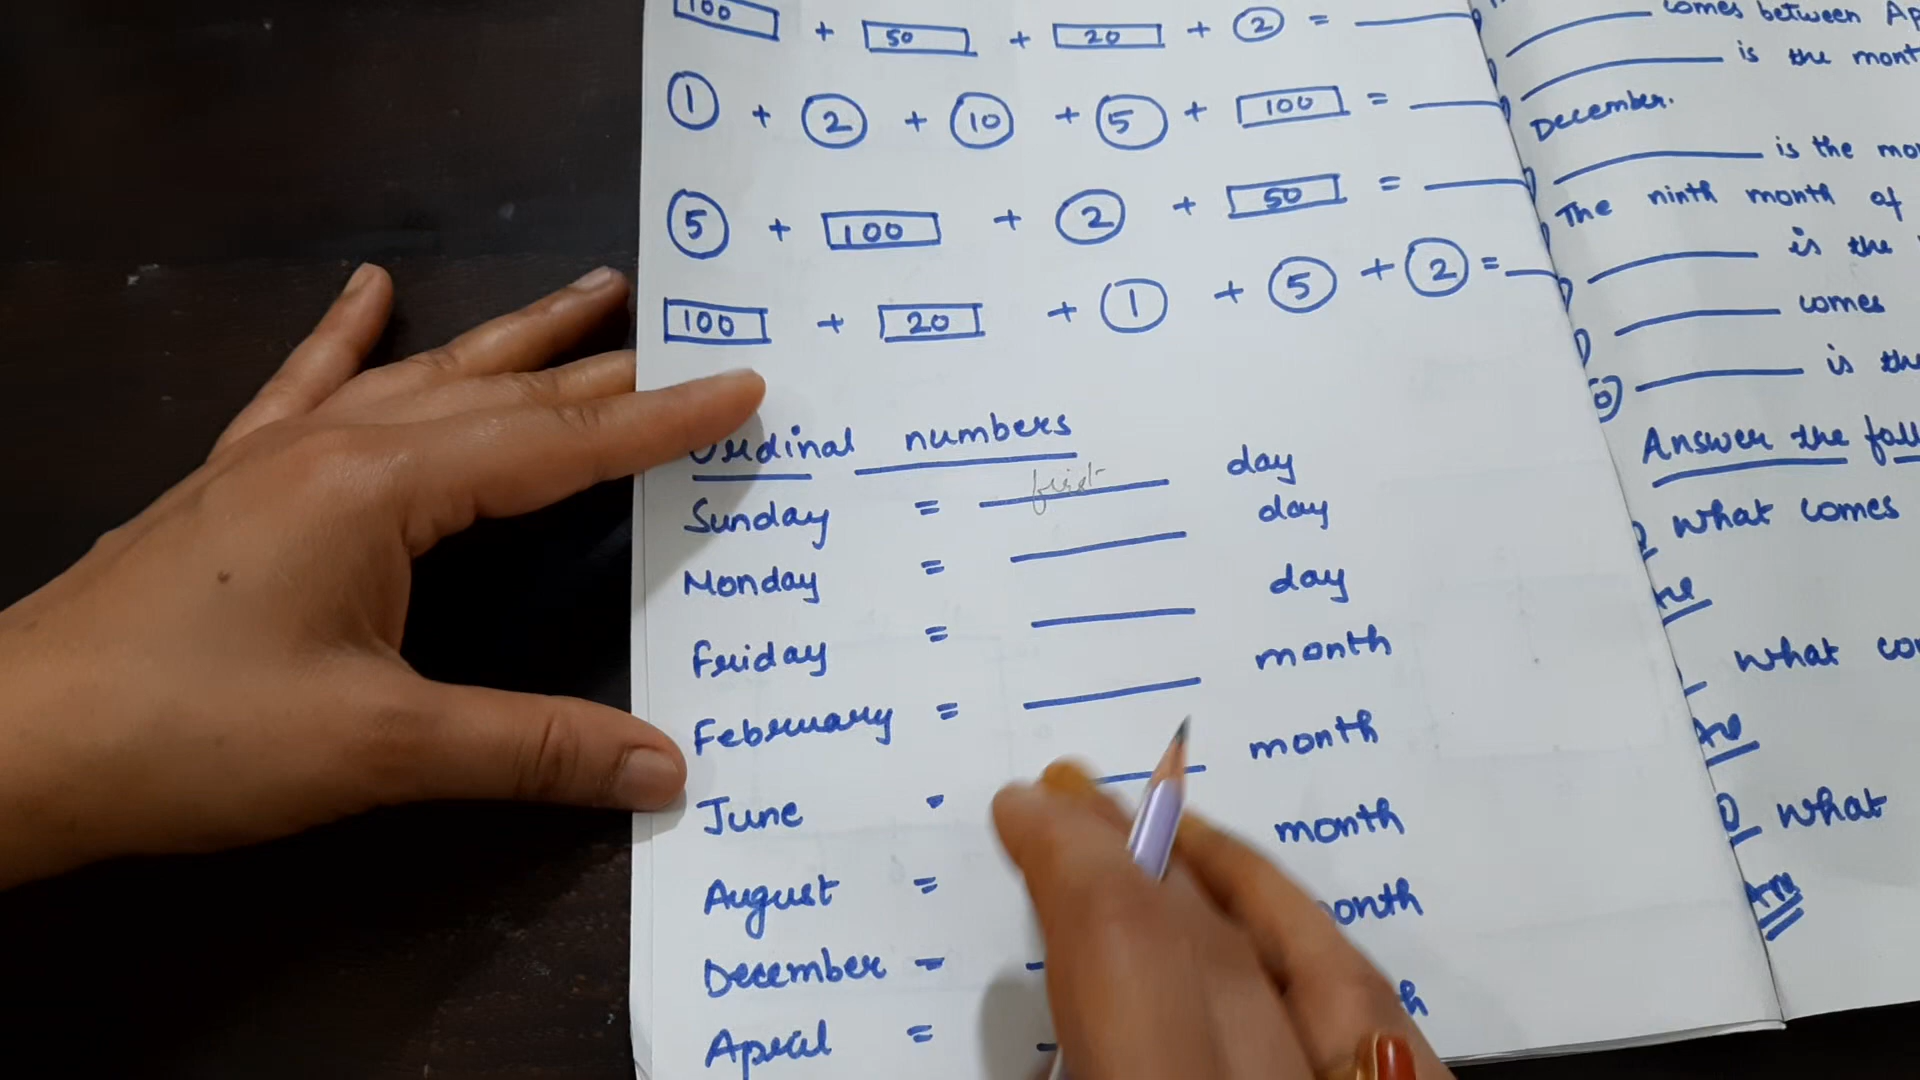 100 + 50 + 20 + 2 =
1 + 2 + 10 + 5 + 100 =
5 + 100 + 2 + 50 =
100 + 20 + 1 + 5 + 2 =
Ordinal numbers
Sunday = first day
Monday = day
Friday = day
February = month
June = month
August = month
December = month
Apral =
comes between
is the
December.
is the
The ninth month of
is the
comes
is the
Answer the
What comes
What
What